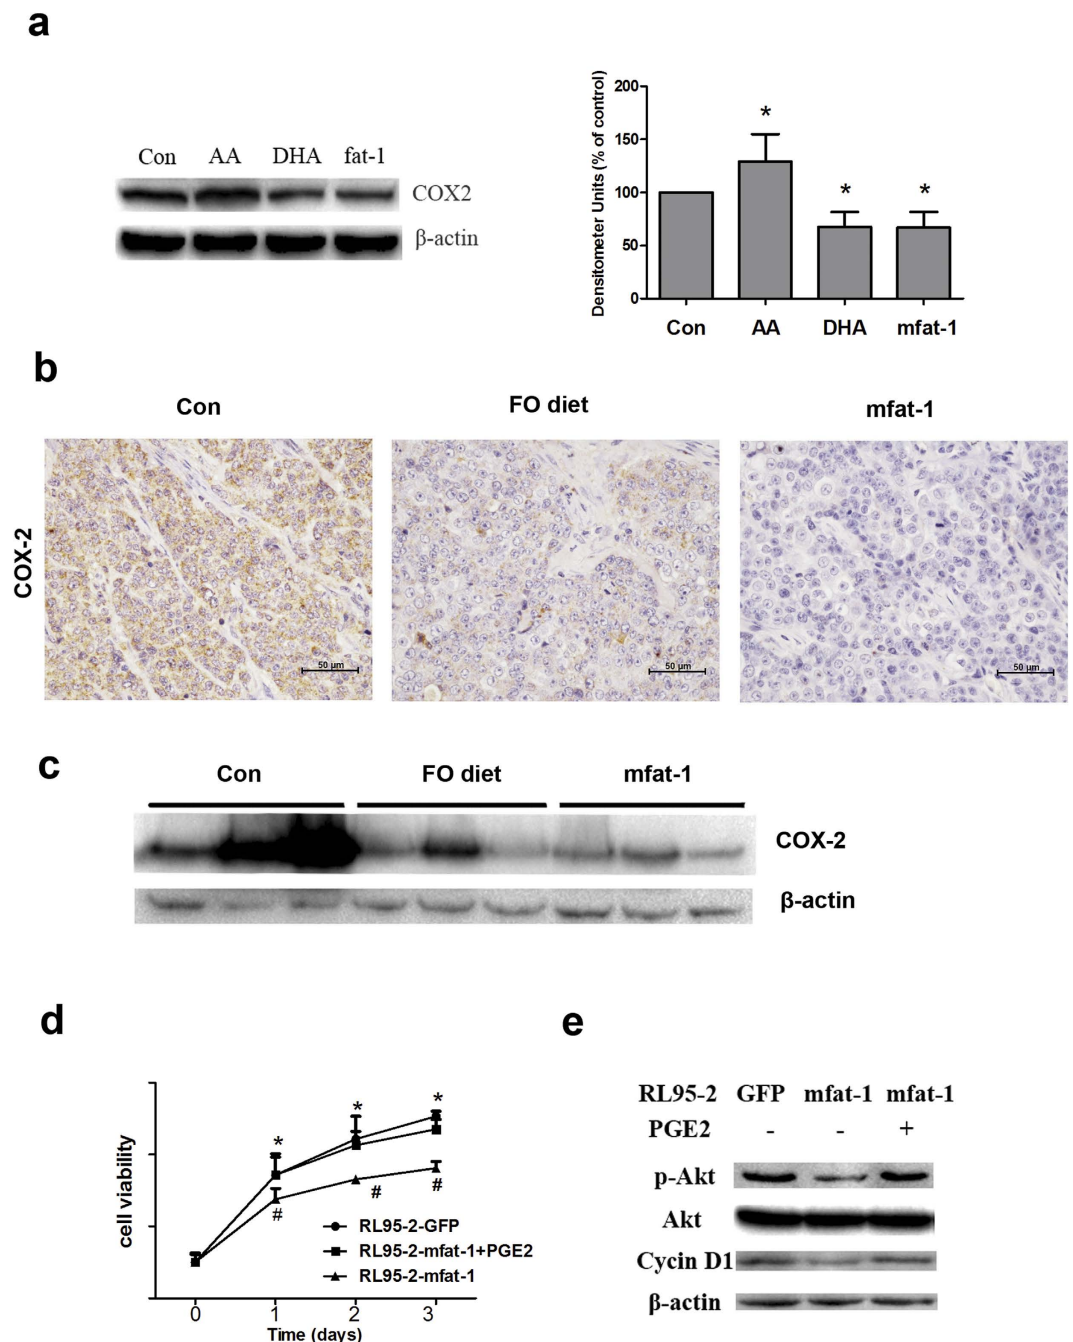 a
Con AA DHA fat-1
COX2
β-actin
Densitometer Units (% of control)
200
150
100
50
0
* * *
Con AA DHA mfat-1
b
Con FO diet mfat-1
COX-2
50 µm 50 µm 50 µm
c
Con FO diet mfat-1
COX-2
β-actin
d
cell viability
* * *
# # #
RL95-2-GFP
RL95-2-mfat-1+PGE2
RL95-2-mfat-1
0 1 2 3
Time (days)
e
RL95-2 GFP mfat-1 mfat-1
PGE2 - - +
p-Akt
Akt
Cycin D1
β-actin